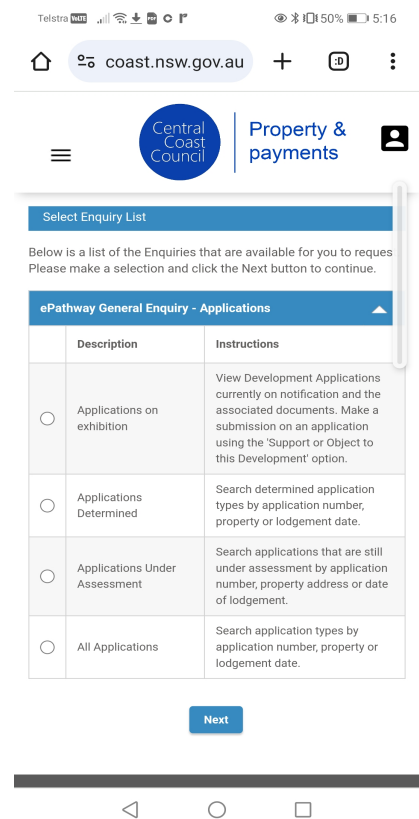 Telstra VoLTE PDF 50% 5:16
coast.nsw.gov.au :D
Central
Coast
Council
Property &
payments
Select Enquiry List
Below is a list of the Enquiries that are available for you to reques
Please make a selection and click the Next button to continue.
ePathway General Enquiry - Applications
Description Instructions
Applications on
exhibition
View Development Applications
currently on notification and the
associated documents. Make a
submission on an application
using the 'Support or Object to
this Development' option.
Applications
Determined
Search determined application
types by application number,
property or lodgement date.
Applications Under
Assessment
Search applications that are still
under assessment by application
number, property address or date
of lodgement.
All Applications
Search application types by
application number, property or
lodgement date.
Next